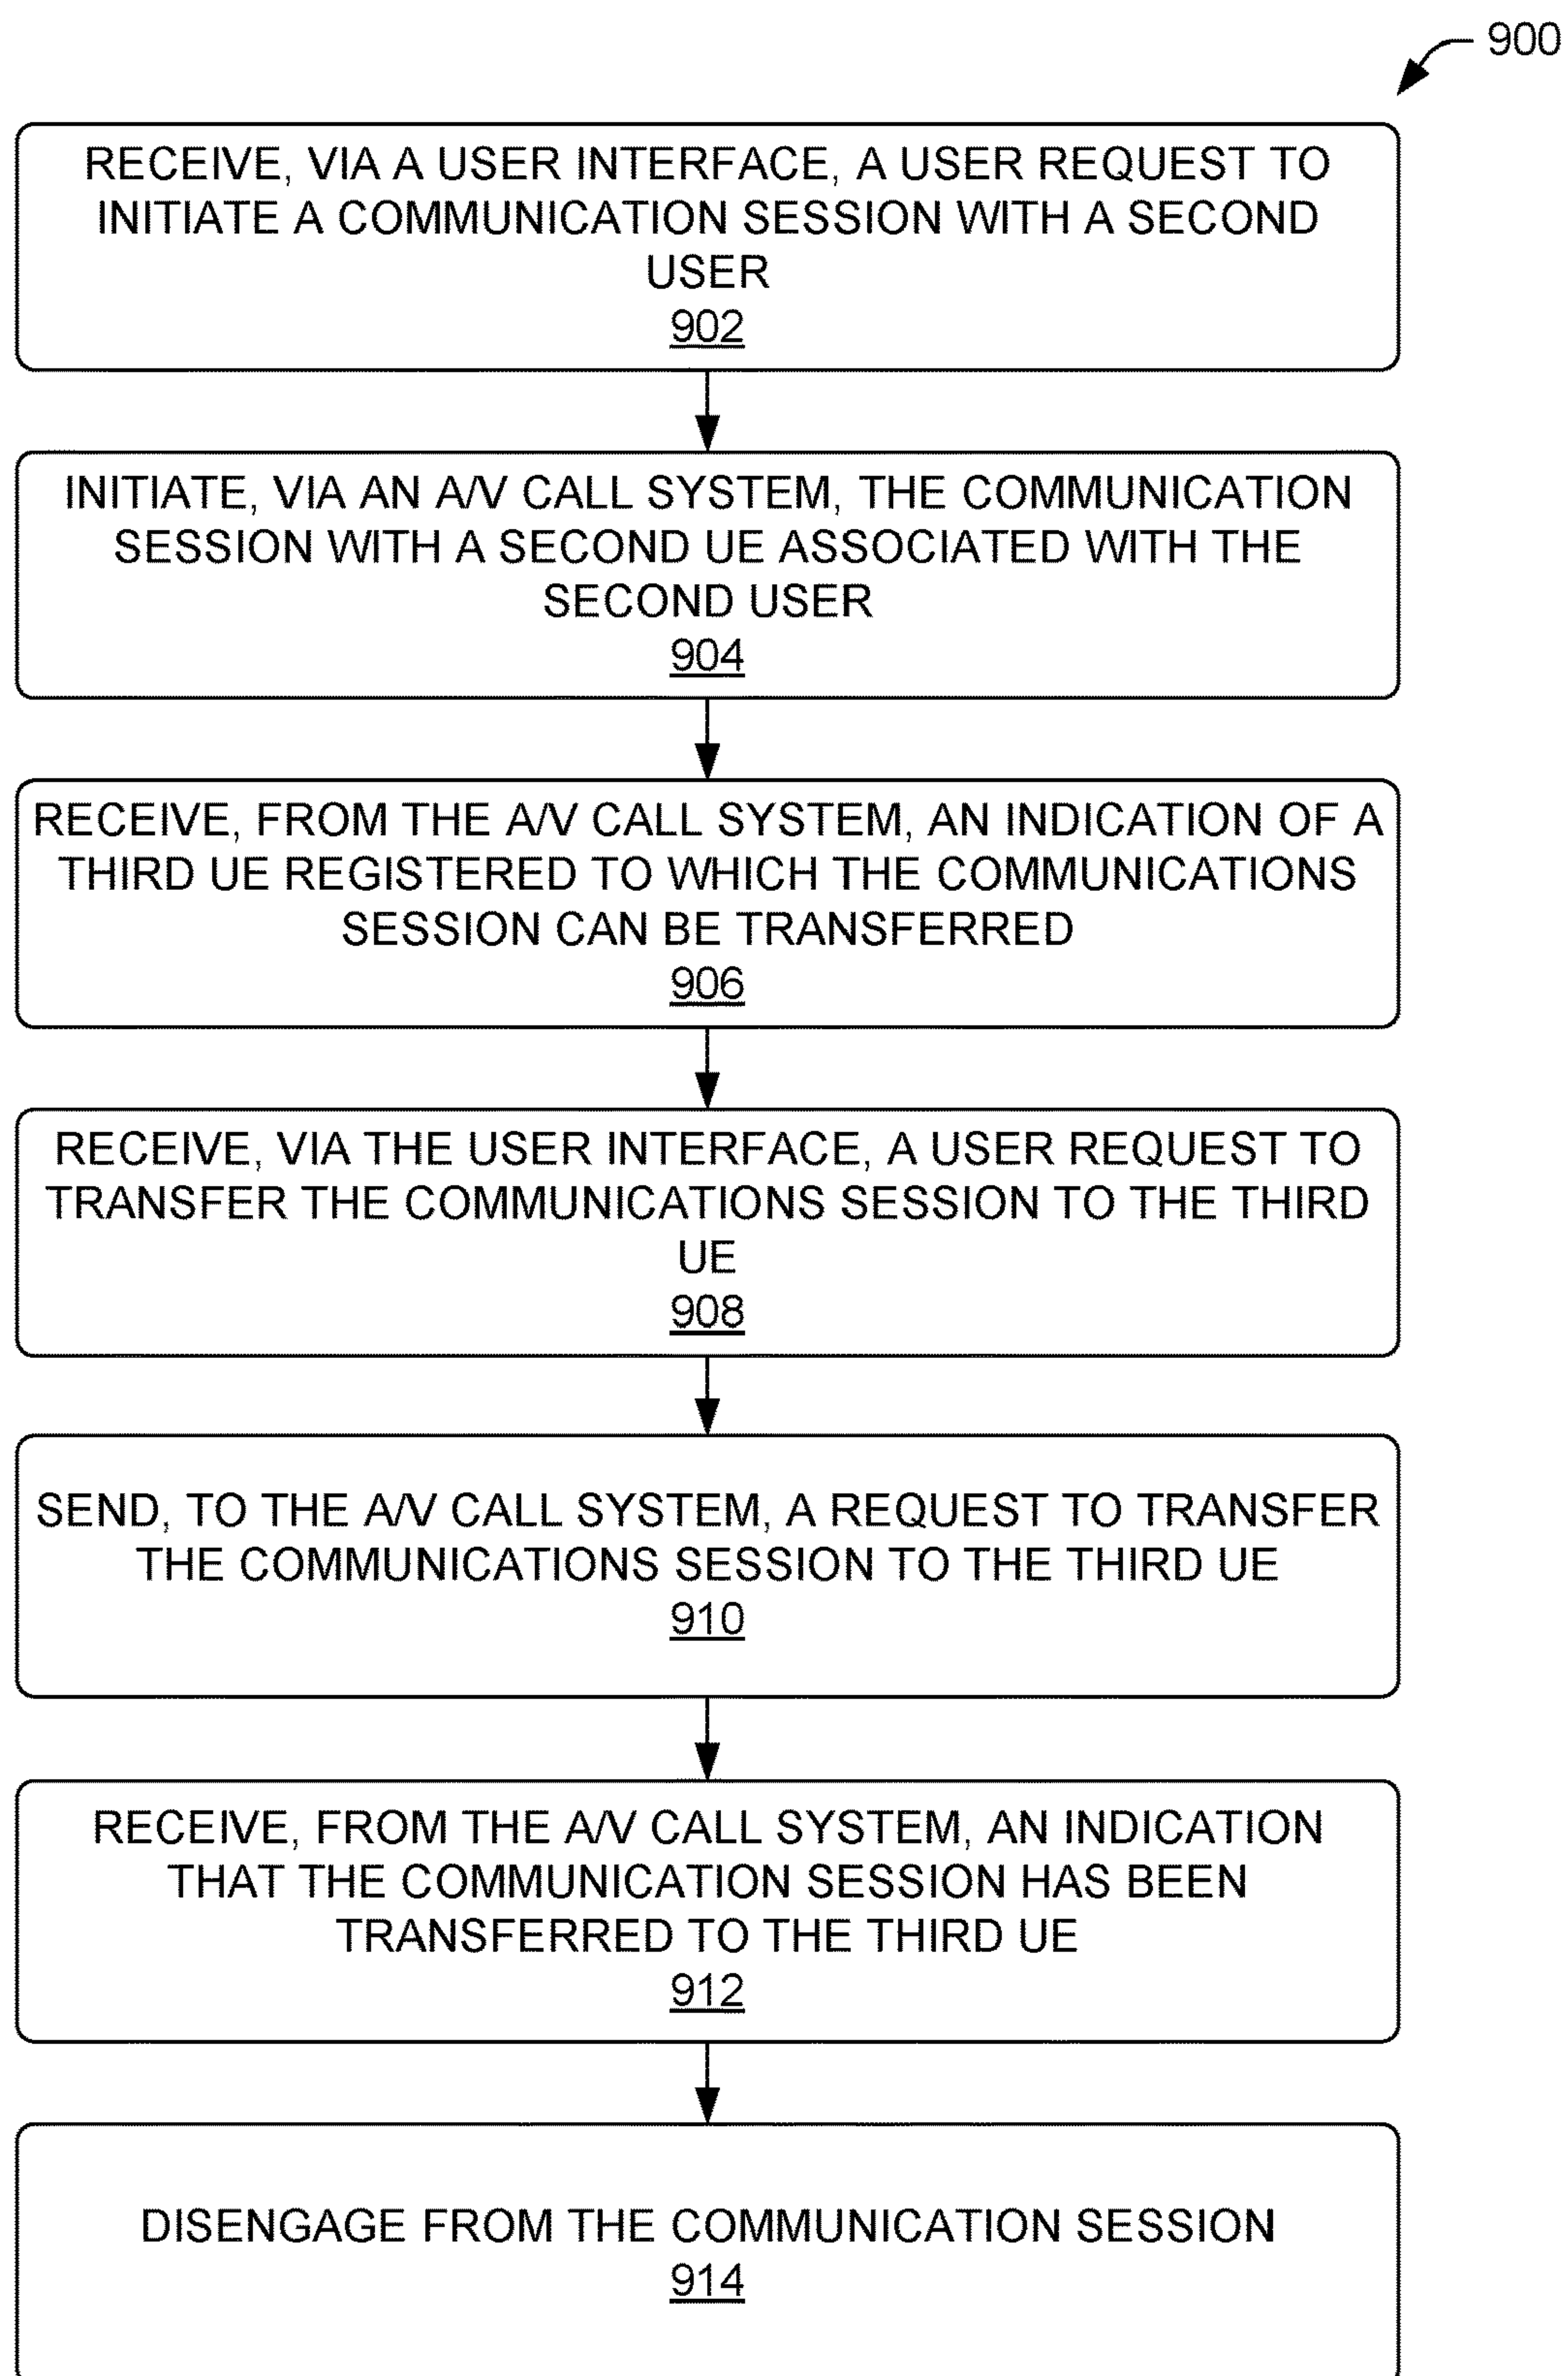 900
RECEIVE, VIA A USER INTERFACE, A USER REQUEST TO
INITIATE A COMMUNICATION SESSION WITH A SECOND
USER
902
INITIATE, VIA AN A/V CALL SYSTEM, THE COMMUNICATION
SESSION WITH A SECOND UE ASSOCIATED WITH THE
SECOND USER
904
RECEIVE, FROM THE A/V CALL SYSTEM, AN INDICATION OF A
THIRD UE REGISTERED TO WHICH THE COMMUNICATIONS
SESSION CAN BE TRANSFERRED
906
RECEIVE, VIA THE USER INTERFACE, A USER REQUEST TO
TRANSFER THE COMMUNICATIONS SESSION TO THE THIRD
UE
908
SEND, TO THE A/V CALL SYSTEM, A REQUEST TO TRANSFER
THE COMMUNICATIONS SESSION TO THE THIRD UE
910
RECEIVE, FROM THE A/V CALL SYSTEM, AN INDICATION
THAT THE COMMUNICATION SESSION HAS BEEN
TRANSFERRED TO THE THIRD UE
912
DISENGAGE FROM THE COMMUNICATION SESSION
914